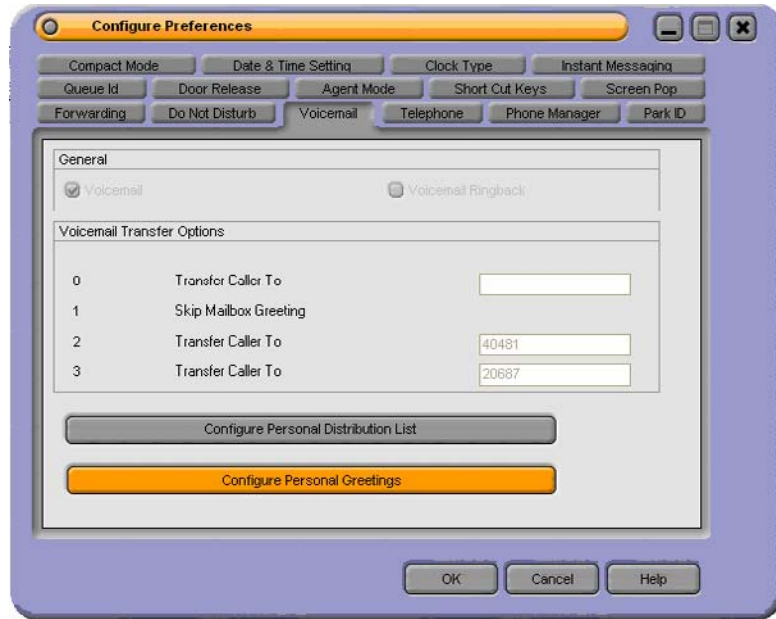 Configure Preferences
Compact Mode Date & Time Setting Clock Type Instant Messaging
Queue Id Door Release Agent Mode Short Cut Keys Screen Pop
Forwarding Do Not Disturb Voicemail Telephone Phone Manager Park ID
General
Voicemail Voicemail Ringback
Voicemail Transfer Options
0 Transfer Caller To
1 Skip Mailbox Greeting
2 Transfer Caller To 40481
3 Transfer Caller To 20687
Configure Personal Distribution List
Configure Personal Greetings
OK Cancel Help